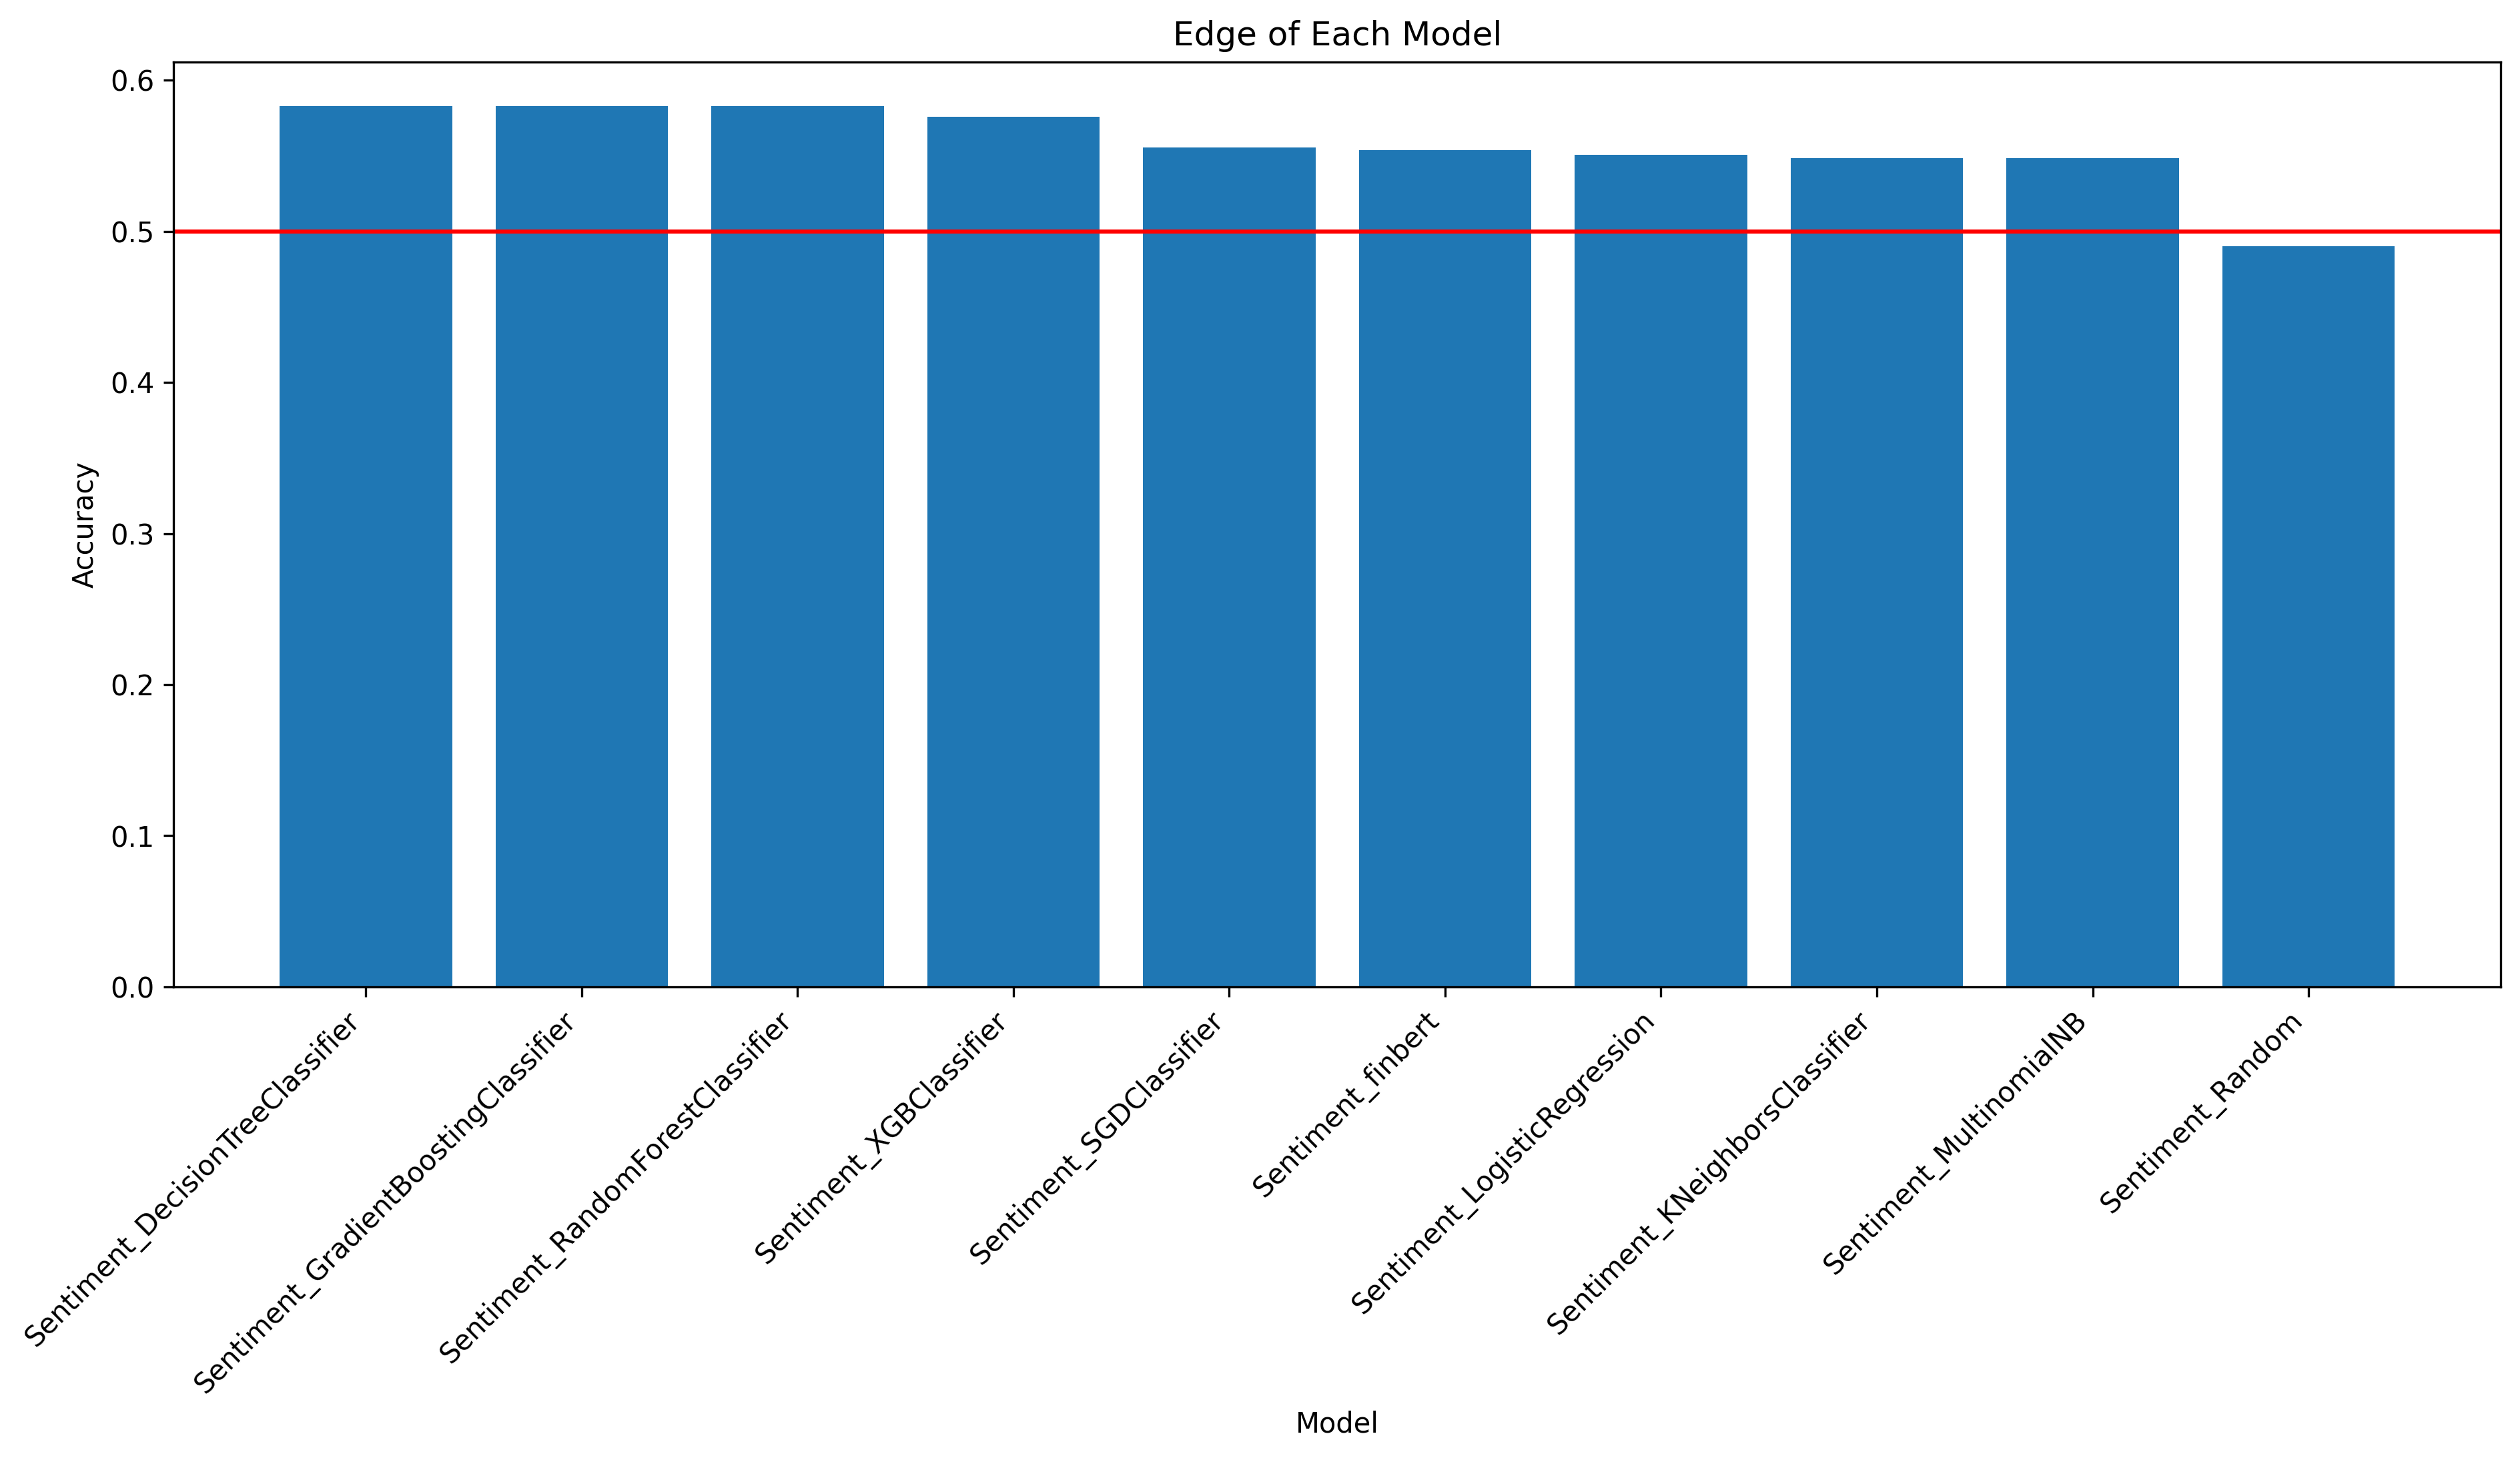 Edge of Each Model
Accuracy
0.6
0.5
0.4
0.3
0.2
0.1
0.0
Sentiment_DecisionTreeClassifier
Sentiment_GradientBoostingClassifier
Sentiment_RandomForestClassifier
Sentiment_XGBClassifier
Sentiment_SGDClassifier
Sentiment_finbert
Sentiment_LogisticRegression
Sentiment_KNeighborsClassifier
Sentiment_MultinomialNB
Sentiment_Random
Model